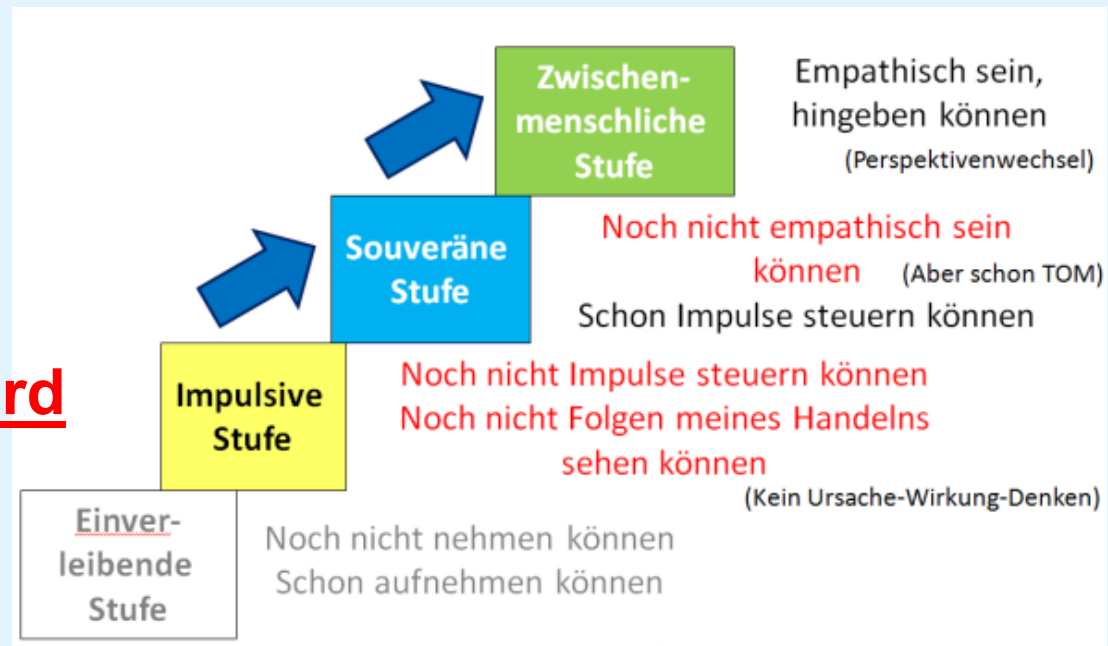 Zwischen-
menschliche
Stufe
Empathisch sein,
hingeben können
(Perspektivenwechsel)
Souveräne
Stufe
Noch nicht empathisch sein
können (Aber schon TOM)
Schon Impulse steuern können
rd
Impulsive
Stufe
Noch nicht Impulse steuern können
Noch nicht Folgen meines Handelns
sehen können
(Kein Ursache-Wirkung-Denken)
Einver-
leibende
Stufe
Noch nicht nehmen können
Schon aufnehmen können